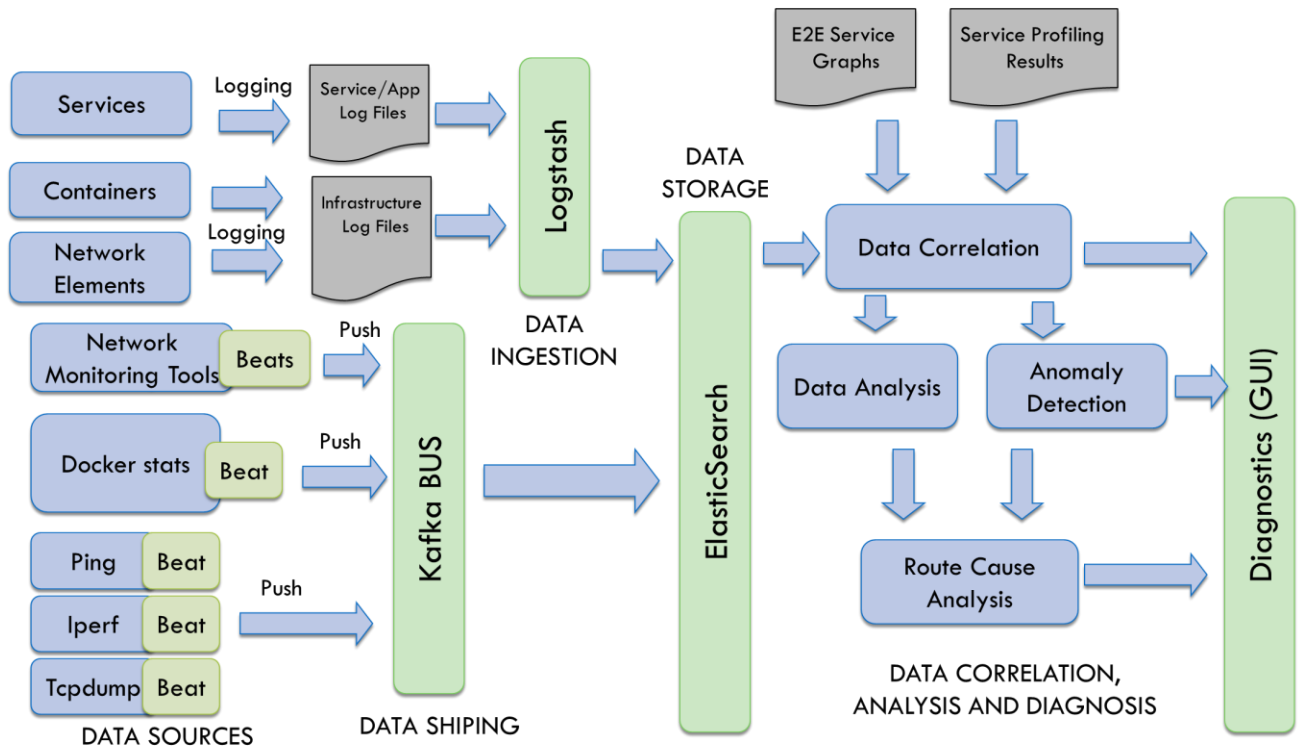 E2E Service
Graphs
Service Profiling
Results
Services
Logging
Service/App
Log Files
Logstash
Containers
Logging
Infrastructure
Log Files
Network
Elements
DATA
STORAGE
Data Correlation
DATA
INGESTION
Network
Monitoring Tools
Beats
Push
Kafka BUS
ElasticSearch
Data Analysis
Anomaly
Detection
Diagnostics (GUI)
Docker stats
Beat
Push
Ping
Beat
Push
Iperf
Beat
Tcpdump
Beat
Route Cause
Analysis
DATA SOURCES
DATA SHIPING
DATA CORRELATION,
ANALYSIS AND DIAGNOSIS